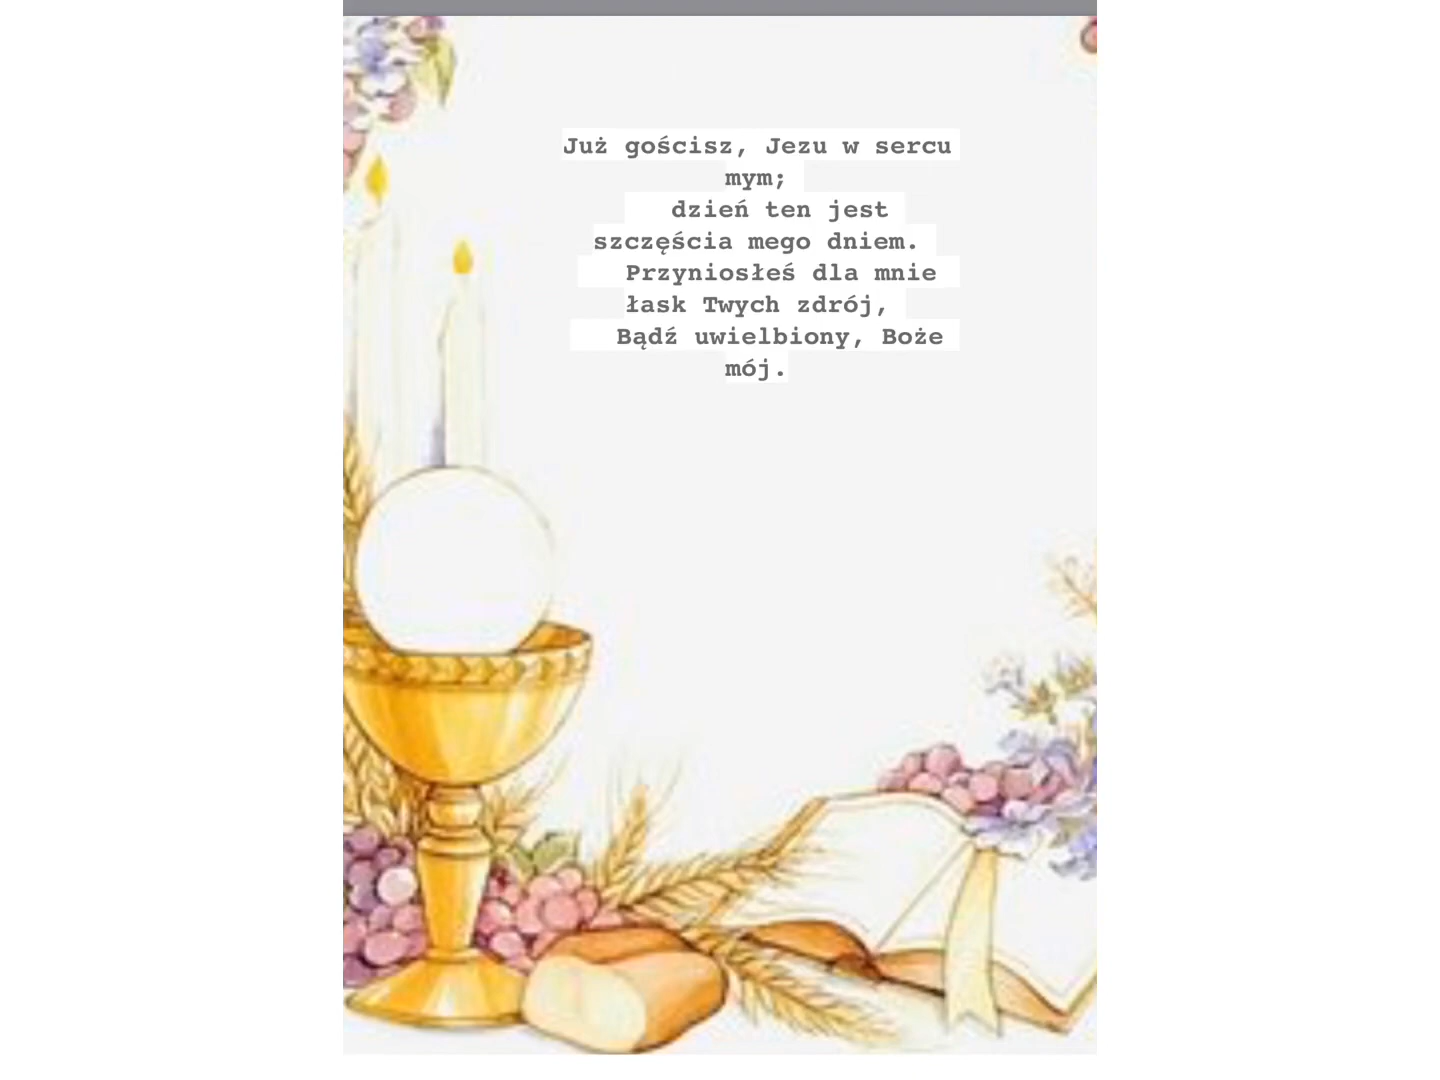 Już gościsz, Jezu w sercu
mym;
dzień ten jest
szczęścia mego dniem.
Przyniosłeś dla mnie
łask Twych zdrój,
Bądź uwielbiony, Boże
mój.